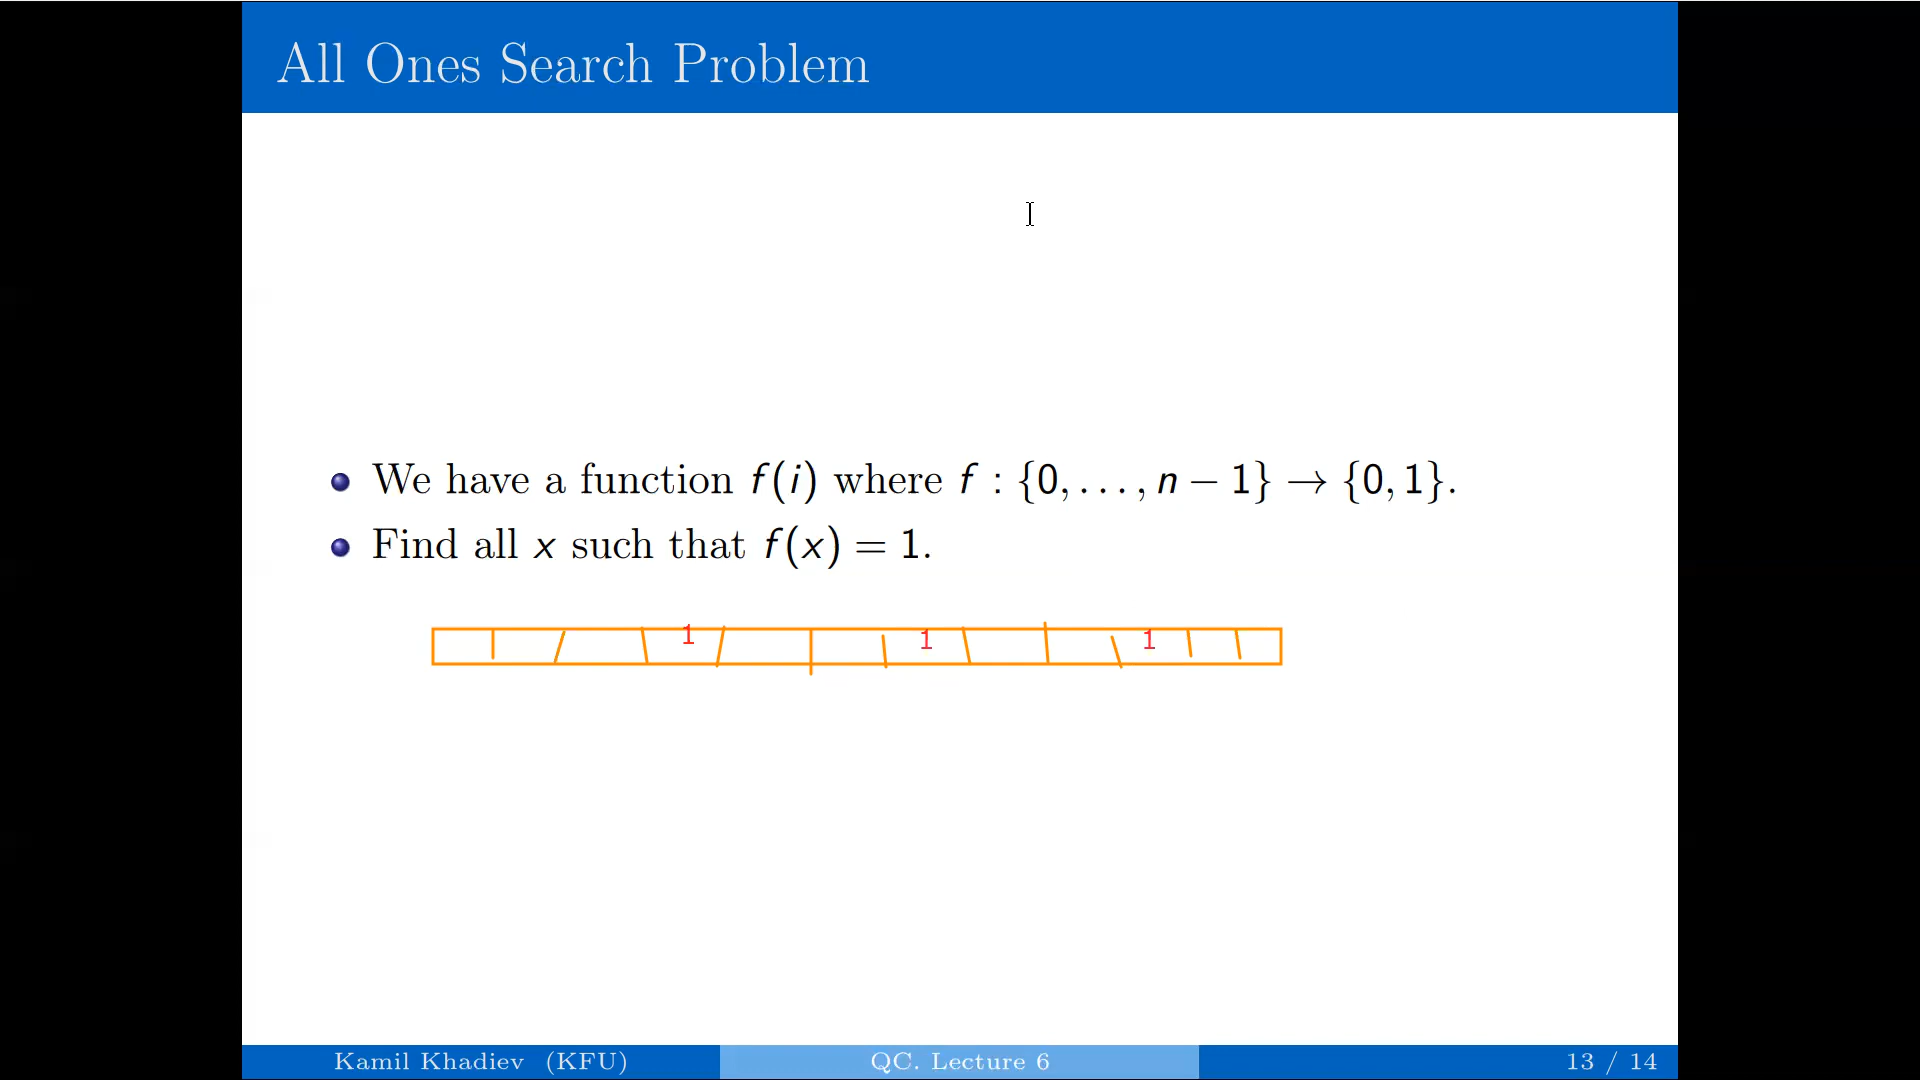 All Ones Search Problem
We have a function f(i) where f : {0, . . . , n − 1} → {0, 1}.
Find all x such that f(x) = 1.
1 1 1
Kamil Khadiev (KFU) QC. Lecture 6 13 / 14